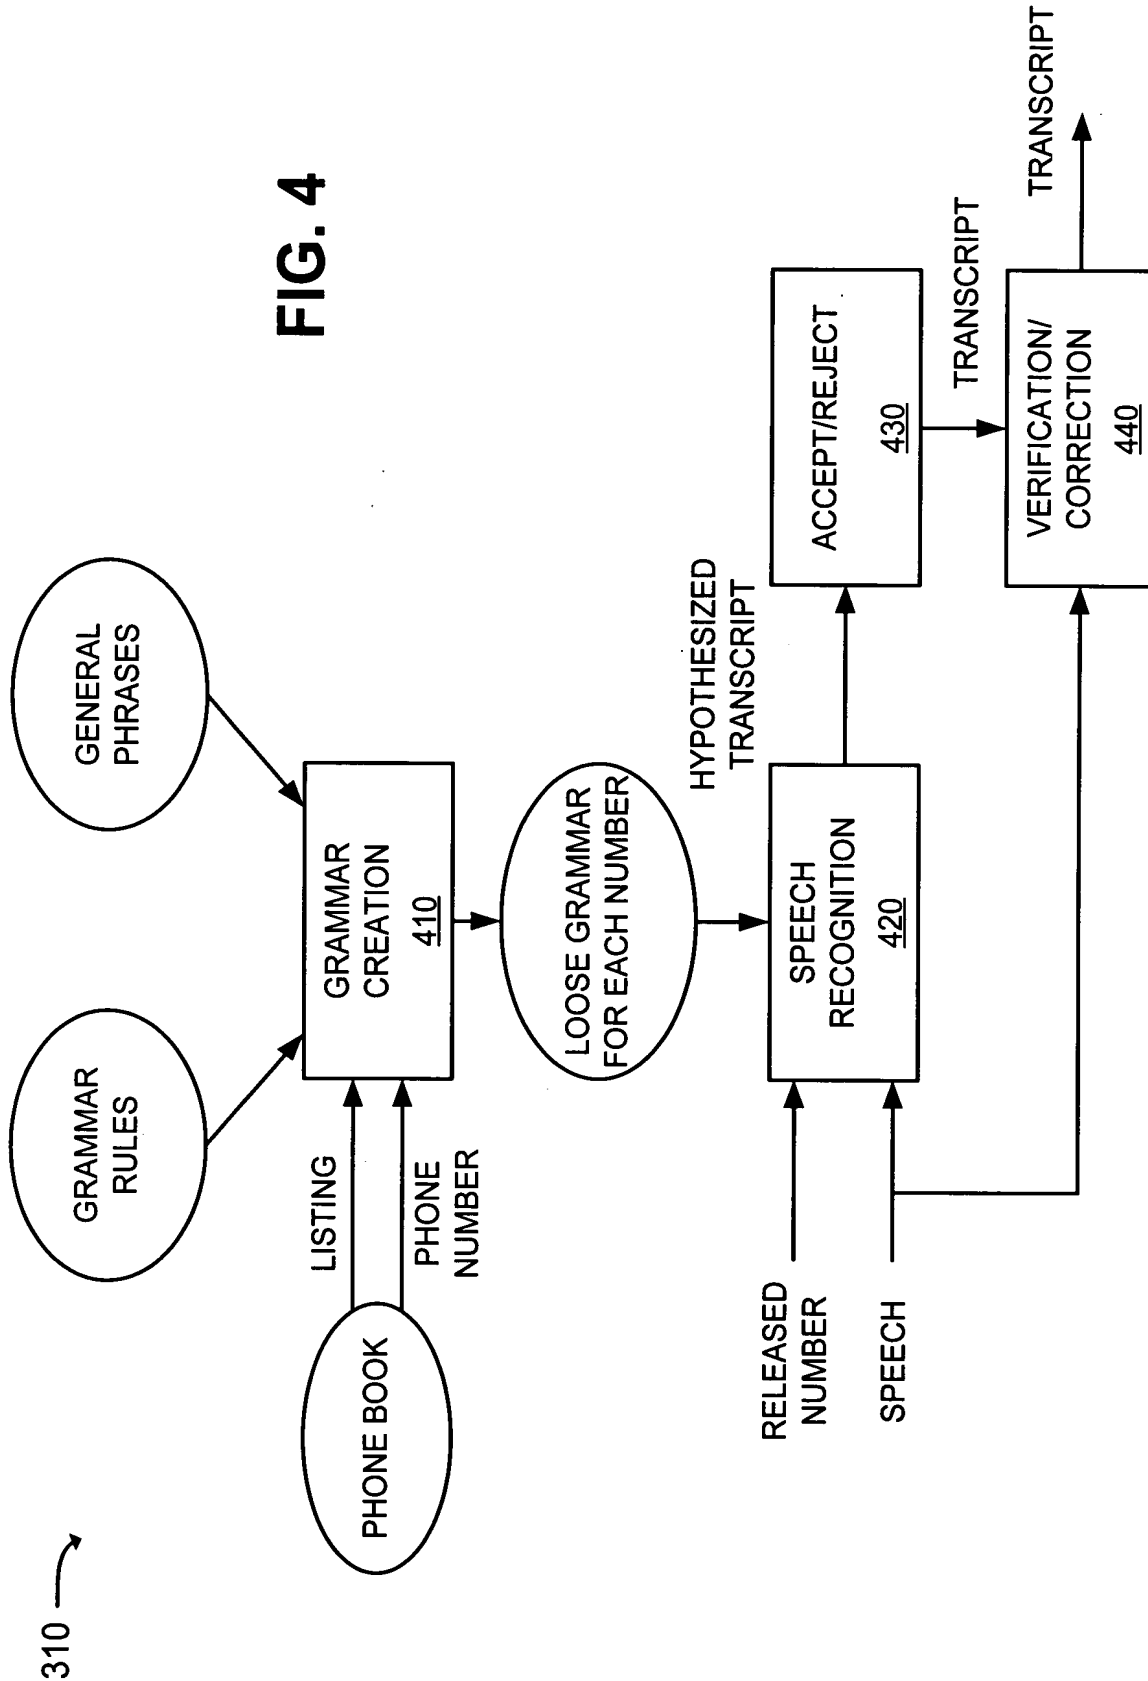 310
FIG. 4
GRAMMAR
RULES
GENERAL
PHRASES
PHONE BOOK
LISTING
PHONE
NUMBER
GRAMMAR
CREATION
410
LOOSE GRAMMAR
FOR EACH NUMBER
RELEASED
NUMBER
SPEECH
SPEECH
RECOGNITION
420
HYPOTHESIZED
TRANSCRIPT
ACCEPT/REJECT
430
TRANSCRIPT
VERIFICATION/
CORRECTION
440
TRANSCRIPT